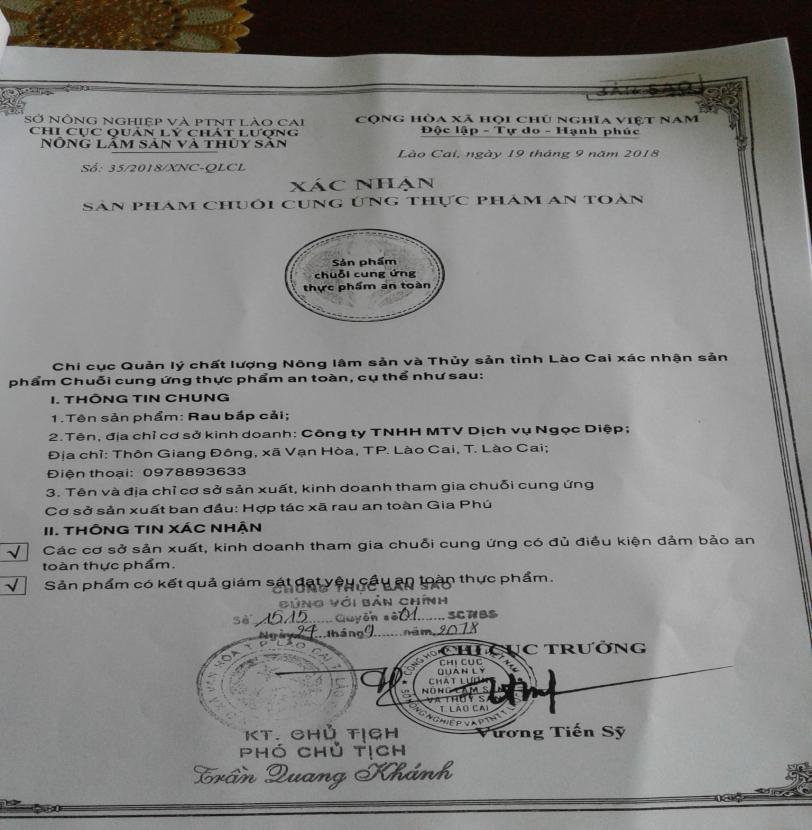 BẢN SAO
SỞ NÔNG NGHIỆP VÀ PTNT LÀO CAI
CHI CỤC QUẢN LÝ CHẤT LƯỢNG
NÔNG LÂM SẢN VÀ THỦY SẢN
Số: 35/2018/XNC-QLCL
CỘNG HÒA XÃ HỘI CHỦ NGHĨA VIỆT NAM
Độc lập - Tự do - Hạnh phúc
Lào Cai, ngày 19 tháng 9 năm 2018
XÁC NHẬN
SẢN PHẨM CHUỖI CUNG ỨNG THỰC PHẨM AN TOÀN
Sản phẩm
chuỗi cung ứng
thực phẩm an toàn
Chi cục Quản lý chất lượng Nông lâm sản và Thủy sản tỉnh Lào Cai xác nhận sản
phẩm Chuỗi cung ứng thực phẩm an toàn, cụ thể như sau:
I. THÔNG TIN CHUNG
1.Tên sản phẩm: Rau bắp cải;
2.Tên, địa chỉ cơ sở kinh doanh: Công ty TNHH MTV Dịch vụ Ngọc Diệp;
Địa chỉ: Thôn Giang Đông, xã Vạn Hòa, TP. Lào Cai, T. Lào Cai;
Điện thoại: 0978893633
3. Tên và địa chỉ cơ sở sản xuất, kinh doanh tham gia chuỗi cung ứng
Cơ sở sản xuất ban đầu: Hợp tác xã rau an toàn Gia Phú
II. THÔNG TIN XÁC NHẬN
√ Các cơ sở sản xuất, kinh doanh tham gia chuỗi cung ứng có đủ điều kiện đảm bảo an
toàn thực phẩm.
√ Sản phẩm có kết quả giám sát đạt yêu cầu an toàn thực phẩm.
CHỨNG THỰC BẢN SAO
ĐÚNG VỚI BẢN CHÍNH
Số 1515 Quyển số 01 SCT/BS
Ngày 24 tháng 9 năm 2018
CHI CỤC TRƯỞNG
CHI CỤC
QUẢN LÝ
CHẤT LƯỢNG
NÔNG LÂM SẢN
VÀ THỦY SẢN
T. LÀO CAI
SỞ NÔNG NGHIỆP VÀ PTNT
Vương Tiến Sỹ
KT. CHỦ TỊCH
PHÓ CHỦ TỊCH
Trần Quang Khánh